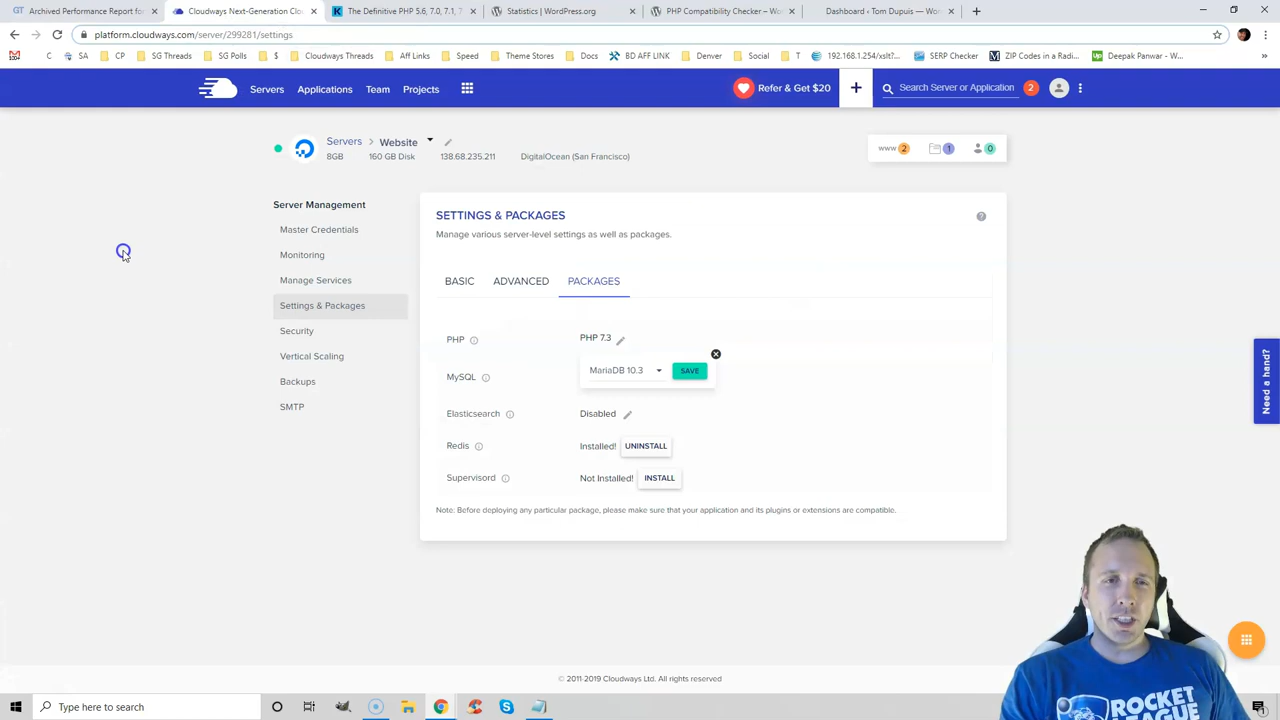 Archived Performance Report for
Cloudways Next-Generation Clou
The Definitive PHP 5.6, 7.0, 7.1, 7
Statistics | WordPress.org
PHP Compatibility Checker – Wo
Dashboard ‹ Tom Dupuis — Wor
platform.cloudways.com/server/299281/settings
C SA CP SG Threads SG Polls $ Cloudways Threads Aff Links Speed Theme Stores Docs BD AFF LINK Denver Social T 192.168.1.254/xslt?... SERP Checker ZIP Codes in a Radi... Deepak Panwar - W...
Servers Applications Team Projects
Refer & Get $20
+
Search Server or Application
2
Servers > Website
8GB 160 GB Disk 138.68.235.211 DigitalOcean (San Francisco)
www 2 1 0
Server Management
Master Credentials
Monitoring
Manage Services
Settings & Packages
Security
Vertical Scaling
Backups
SMTP
SETTINGS & PACKAGES
Manage various server-level settings as well as packages.
BASIC ADVANCED PACKAGES
PHP PHP 7.3
MySQL MariaDB 10.3 SAVE
Elasticsearch Disabled
Redis Installed! UNINSTALL
Supervisord Not Installed! INSTALL
Note. Before deploying any particular package, please make sure that your application and its plugins or extensions are compatible.
Need a hand?
© 2011-2019 Cloudways Ltd. All rights reserved
ROCKET
LEAGUE
Type here to search